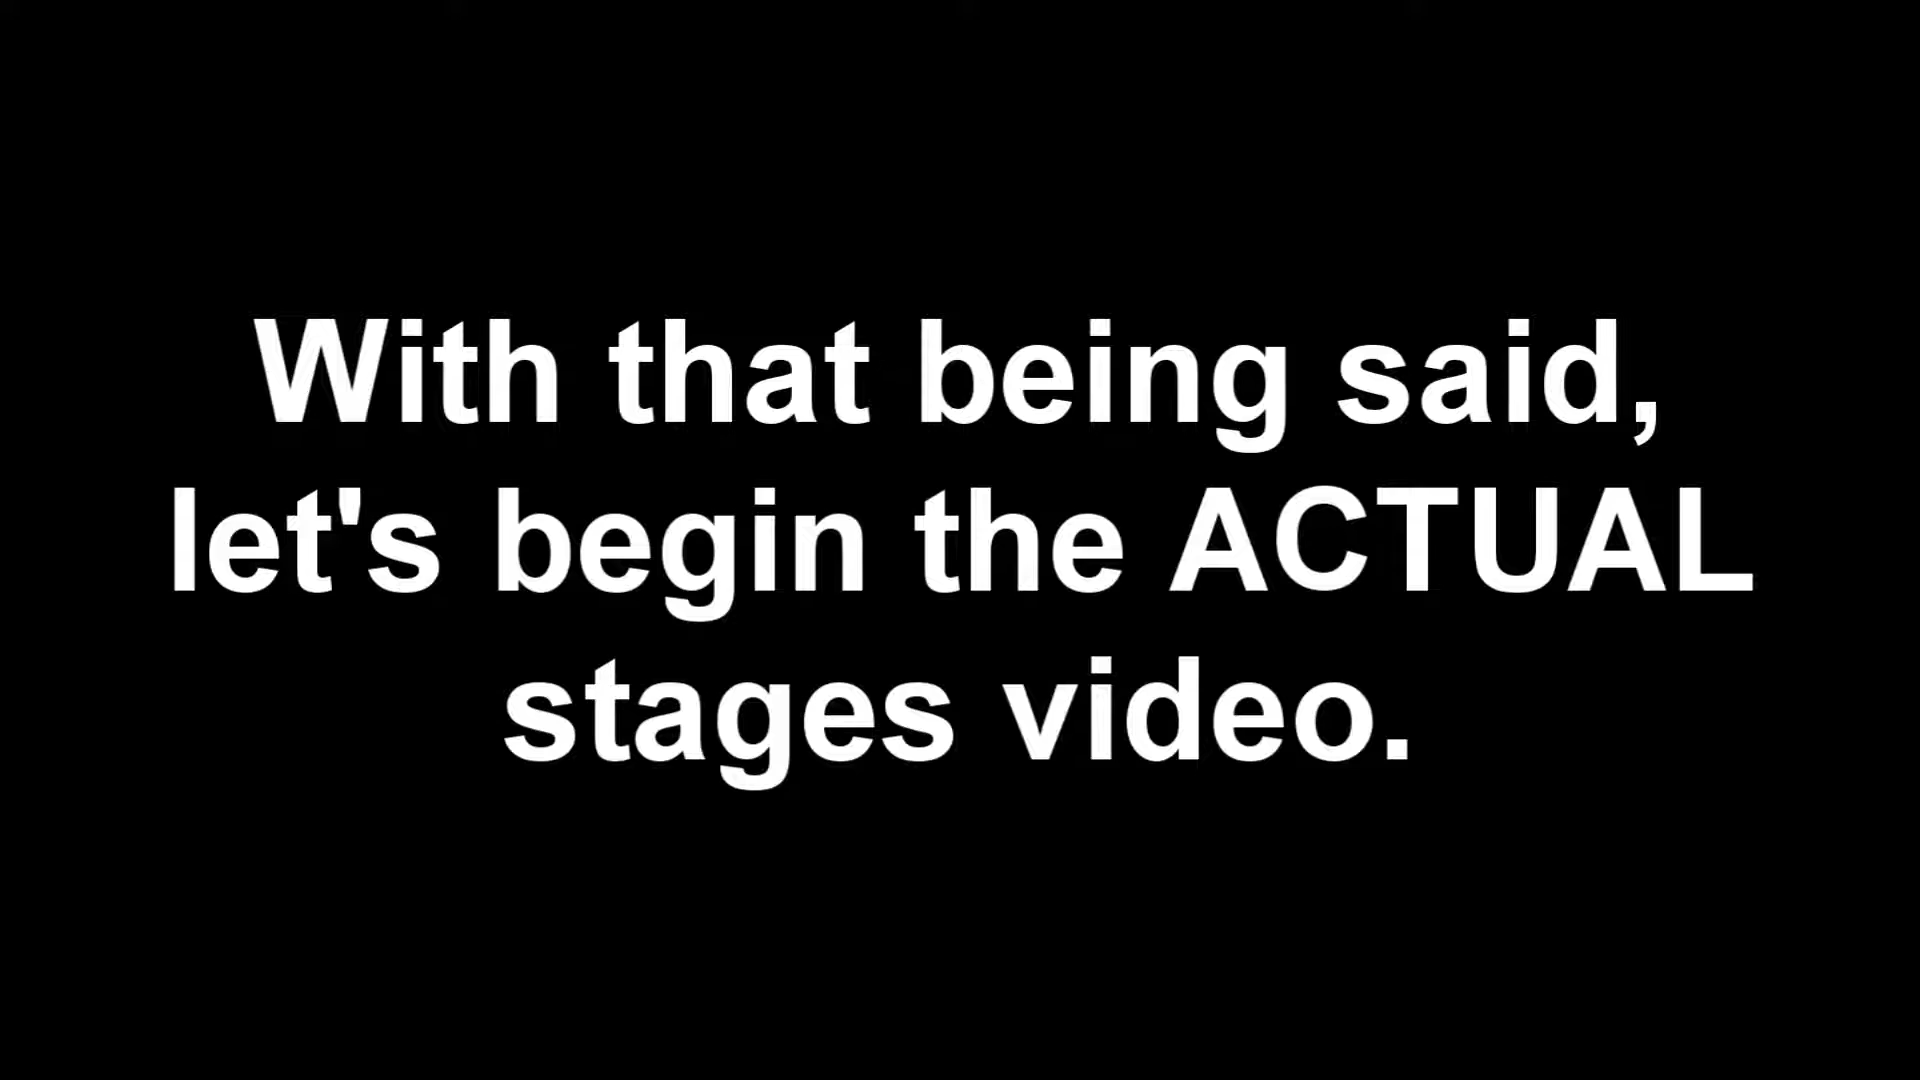 With that being said,
let's begin the ACTUAL
stages video.